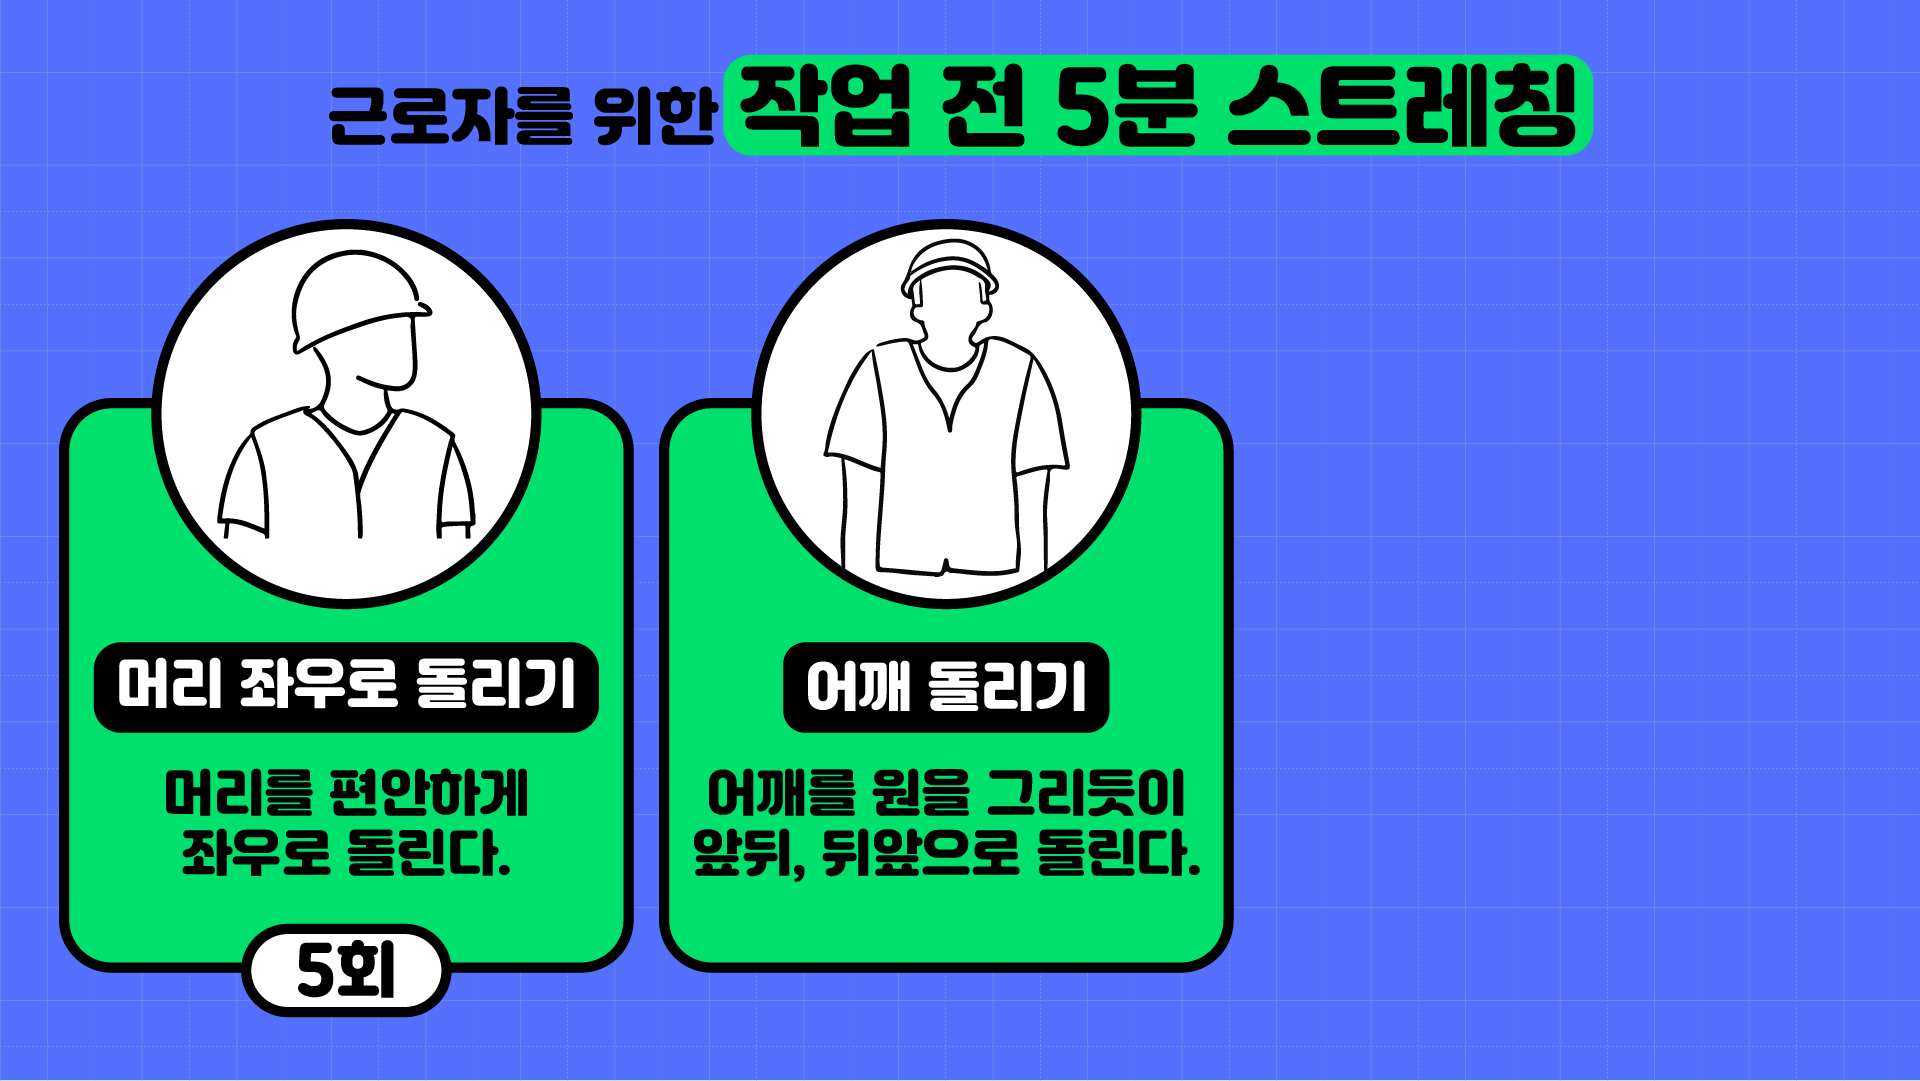 근로자를 위한 작업 전 5분 스트레칭
머리 좌우로 돌리기
머리를 편안하게
좌우로 돌린다.
5회
어깨 돌리기
어깨를 원을 그리듯이
앞뒤, 뒤앞으로 돌린다.